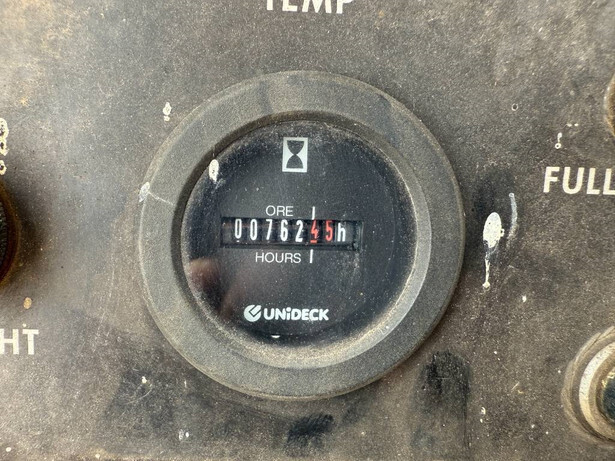 TEMP
ORE
0076245h
HOURS
UNiDECK
FULL
HT